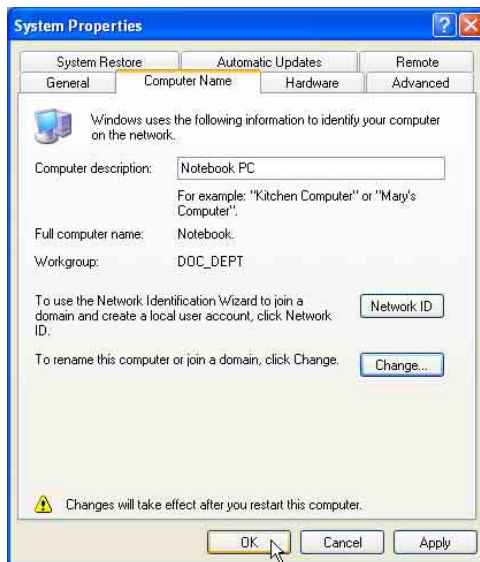 System Properties
System Restore Automatic Updates Remote
General Computer Name Hardware Advanced
Windows uses the following information to identify your computer
on the network.
Computer description: Notebook PC
For example: "Kitchen Computer" or "Mary's
Computer".
Full computer name: Notebook.
Workgroup: DOC_DEPT
To use the Network Identification Wizard to join a
domain and create a local user account, click Network
ID.
Network ID
To rename this computer or join a domain, click Change.
Change...
Changes will take effect after you restart this computer.
OK Cancel Apply